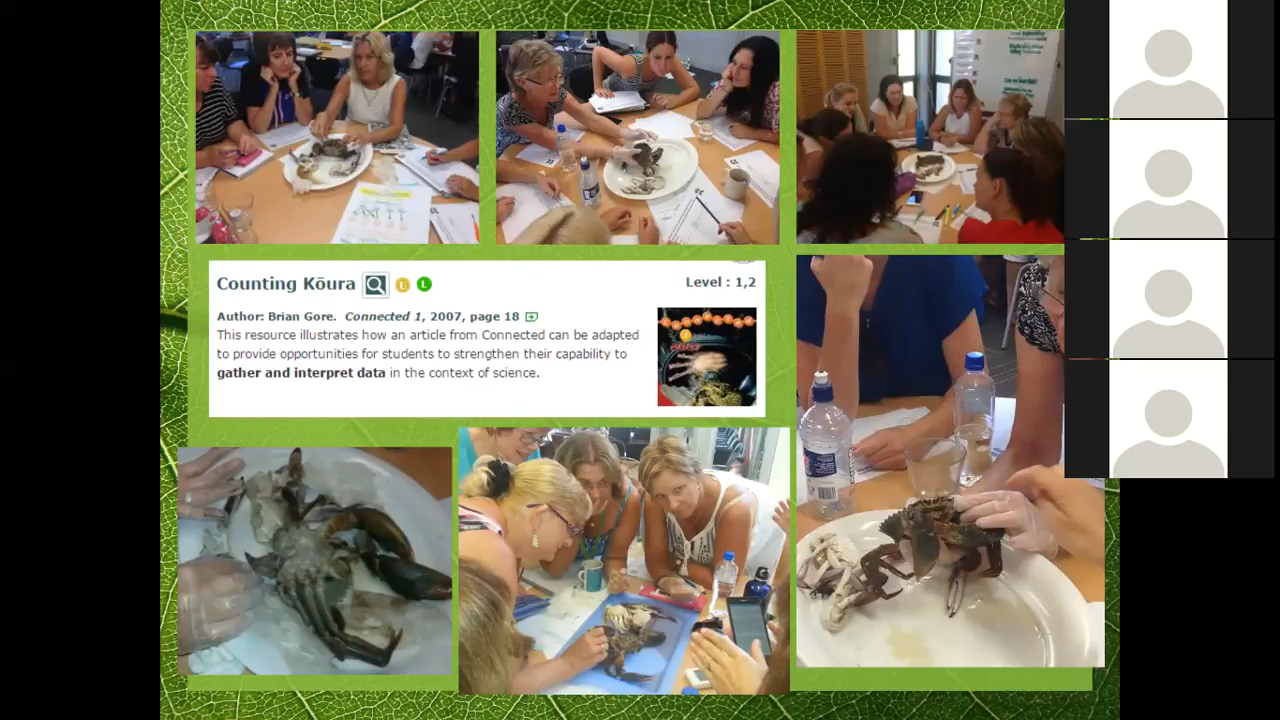 Counting Kōura U L
Level : 1,2
Author: Brian Gore. Connected 1, 2007, page 18
This resource illustrates how an article from Connected can be adapted
to provide opportunities for students to strengthen their capability to
gather and interpret data in the context of science.